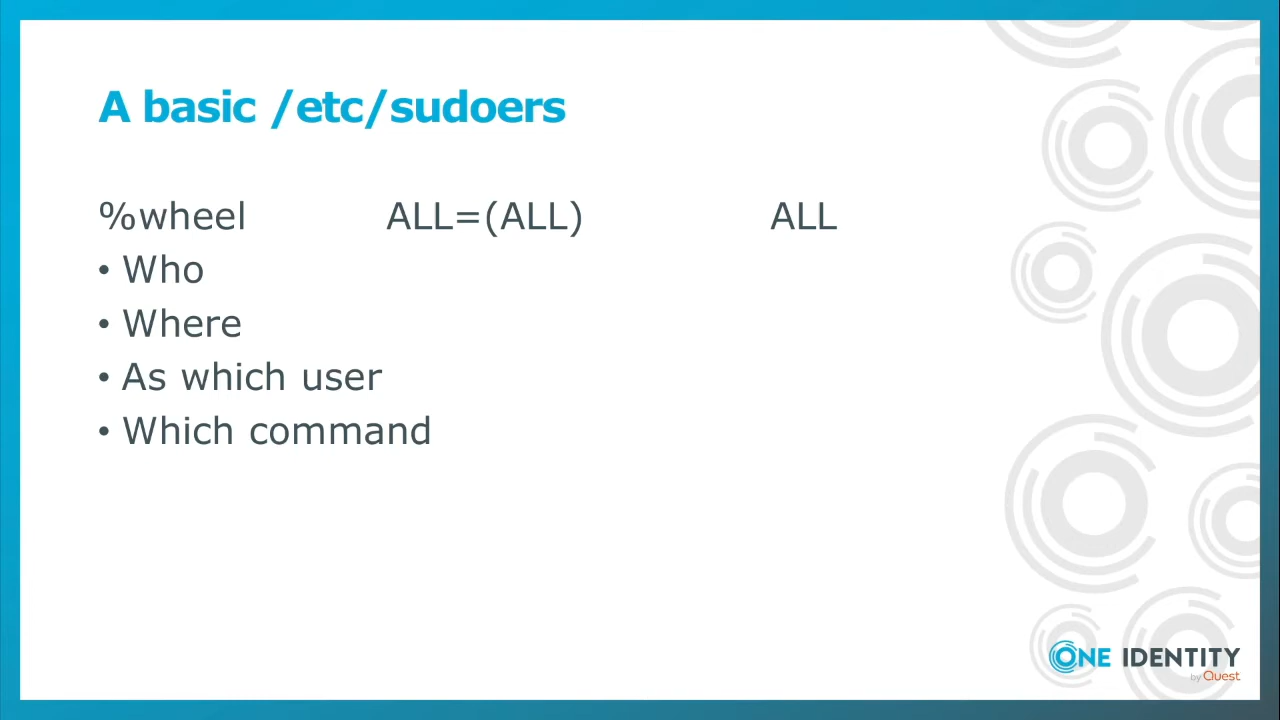 A basic /etc/sudoers
%wheel ALL=(ALL) ALL
• Who
• Where
• As which user
• Which command
ONE IDENTITY
by Quest